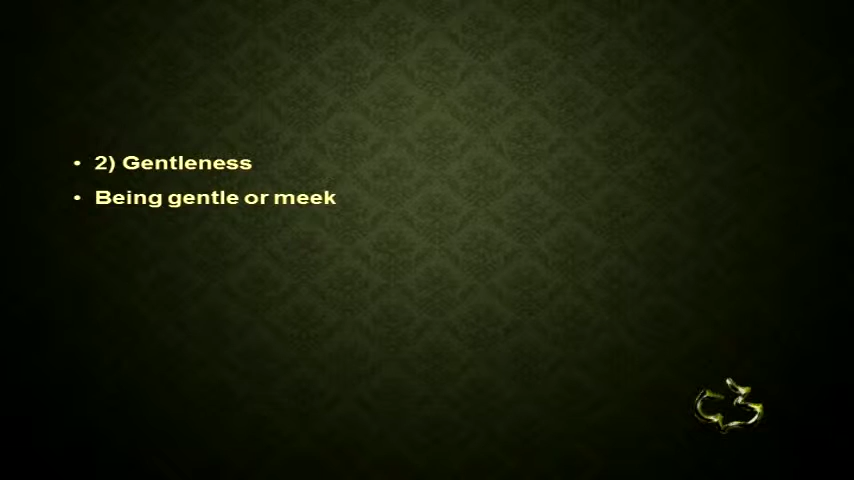 • 2) Gentleness
• Being gentle or meek